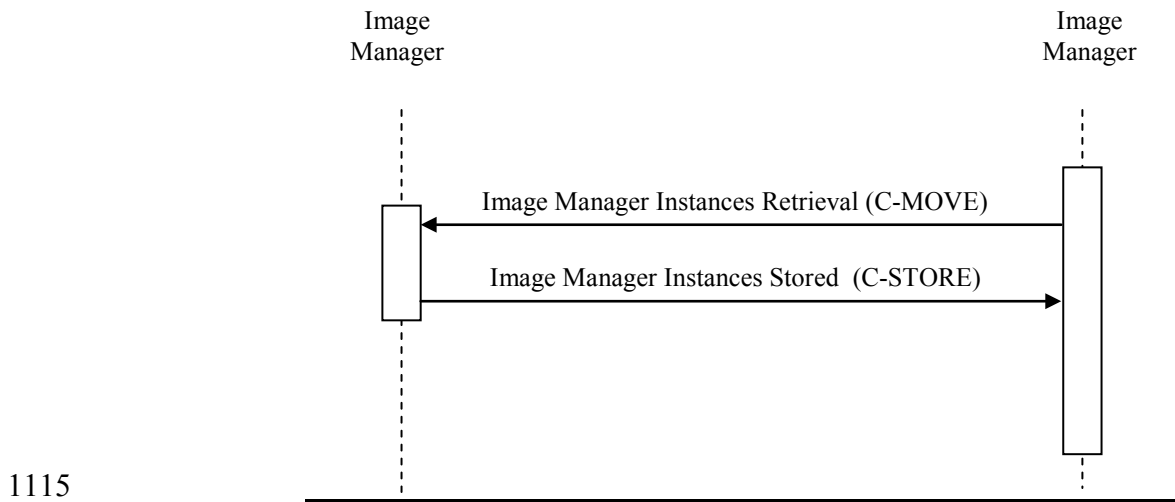 Image
Manager
Image
Manager
Image Manager Instances Retrieval (C-MOVE)
Image Manager Instances Stored  (C-STORE)
1115